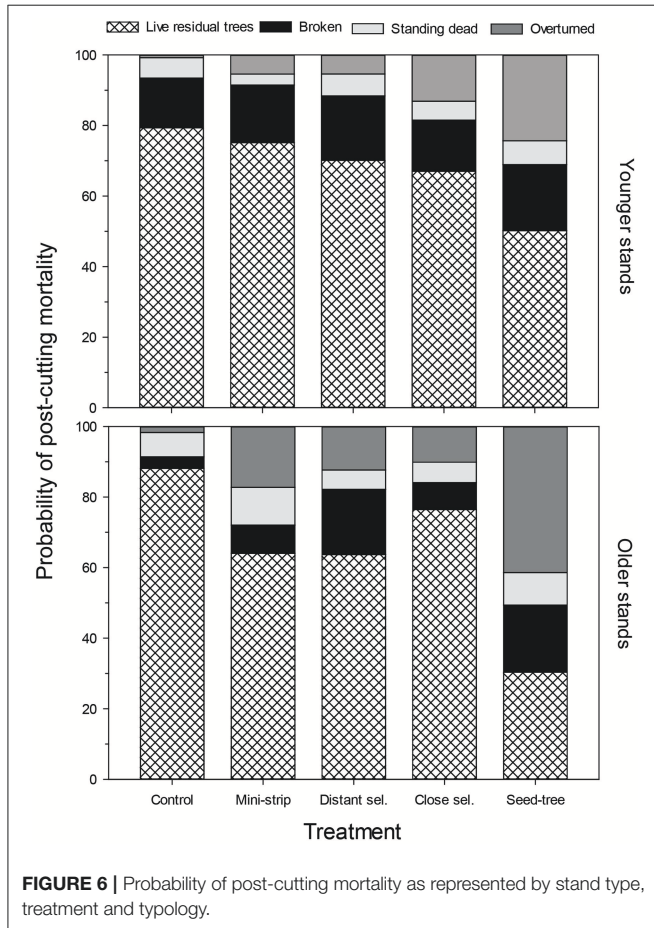 Live residual trees Broken Standing dead Overturned
Probability of post-cutting mortality
100
80
60
40
20
0
Younger stands
100
80
60
40
20
0
Older stands
Control Mini-strip Distant sel. Close sel. Seed-tree
Treatment
FIGURE 6 | Probability of post-cutting mortality as represented by stand type,
treatment and typology.